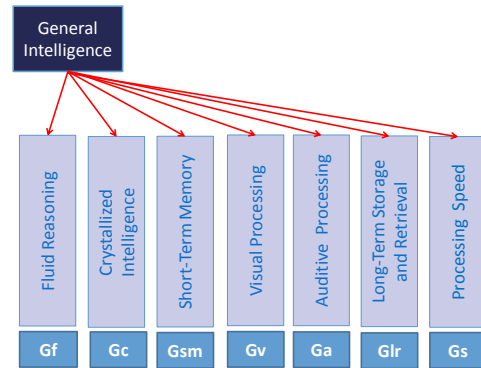 General
Intelligence
Fluid Reasoning
Crystallized
Intelligence
Short-Term Memory
Visual Processing
Auditive Processing
Long-Term Storage
and Retrieval
Processing Speed
Gf
Gc
Gsm
Gv
Ga
Glr
Gs